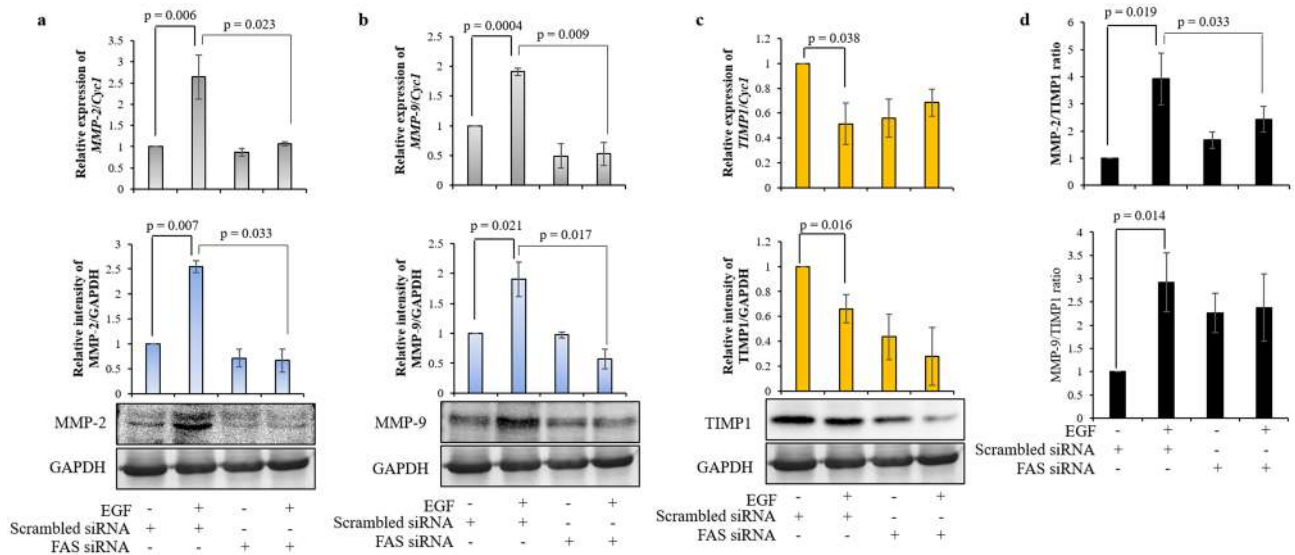 a
p = 0.006
p = 0.023
Relative expression of
MMP-2/Cyc1
3.5
3
2.5
2
1.5
1
0.5
0
p = 0.007
p = 0.033
Relative intensity of
MMP-2/GAPDH
3
2.5
2
1.5
1
0.5
0
MMP-2
GAPDH
EGF - + - +
Scrambled siRNA + + - -
FAS siRNA - - + +
b
p = 0.0004
p = 0.009
Relative expression of
MMP-9/Cyc1
2.5
2
1.5
1
0.5
0
p = 0.021
p = 0.017
Relative intensity of
MMP-9/GAPDH
2.5
2
1.5
1
0.5
0
MMP-9
GAPDH
EGF - + - +
Scrambled siRNA + + - -
FAS siRNA - - + +
c
p = 0.038
Relative expression of
TIMP1/Cyc1
1.2
1
0.8
0.6
0.4
0.2
0
p = 0.016
Relative intensity of
TIMP1/GAPDH
1.2
1
0.8
0.6
0.4
0.2
0
TIMP1
GAPDH
EGF - + - +
Scrambled siRNA + + - -
FAS siRNA - - + +
d
p = 0.019
p = 0.033
MMP-2/TIMP1 ratio
6
5
4
3
2
1
0
p = 0.014
MMP-9/TIMP1 ratio
4
3.5
3
2.5
2
1.5
1
0.5
0
EGF - + - +
Scrambled siRNA + + - -
FAS siRNA - - + +